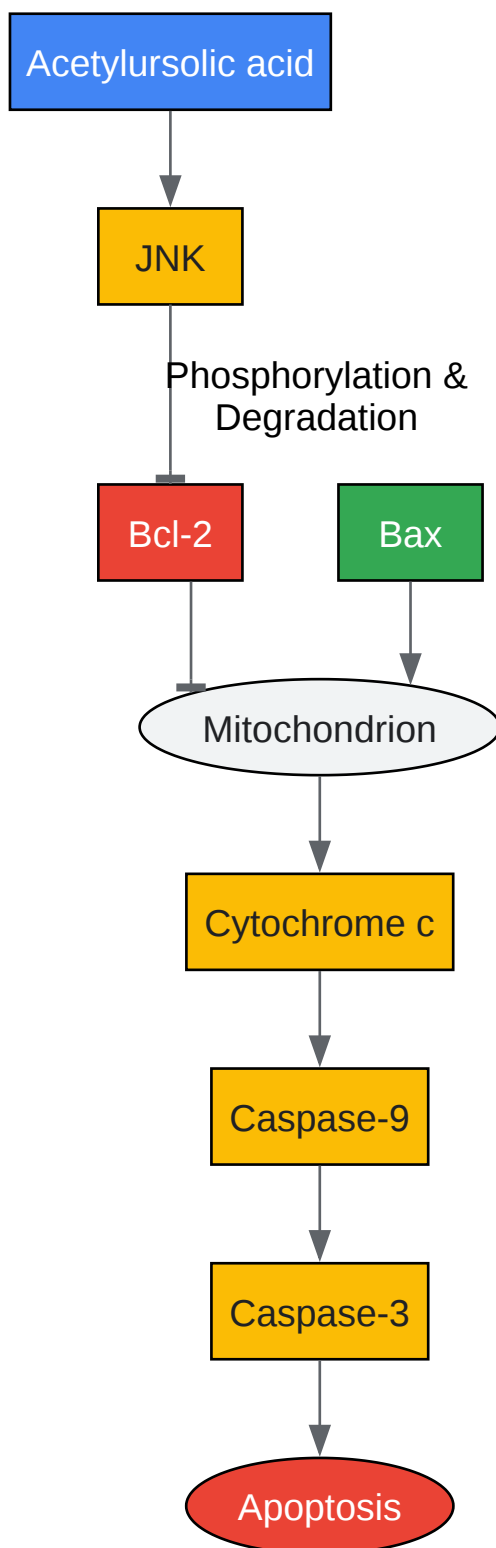 Acetylursolic acid
JNK
Phosphorylation &
Degradation
Bcl-2
Bax
Mitochondrion
Cytochrome c
Caspase-9
Caspase-3
Apoptosis